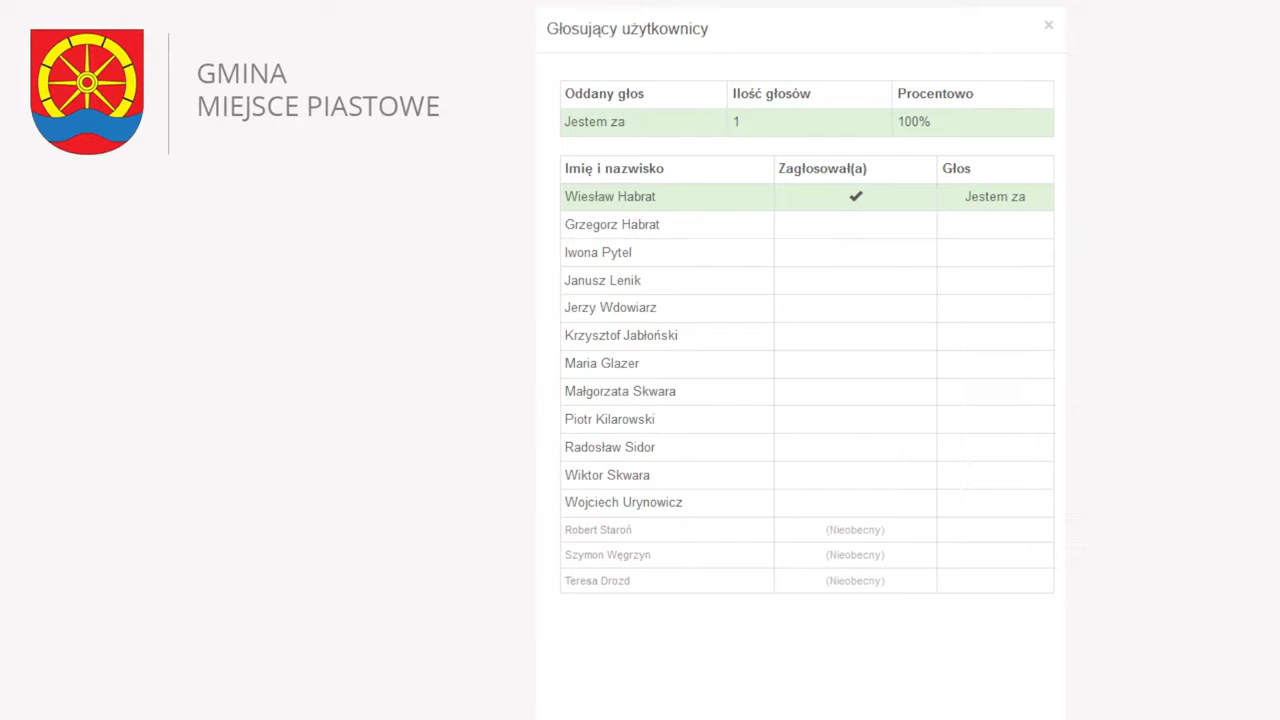 GMINA
MIEJSCE PIASTOWE
Głosujący użytkownicy ×
Oddany głos Ilość głosów Procentowo
Jestem za 1 100%
Imię i nazwisko Zagłosował(a) Głos
Wiesław Habrat ✔ Jestem za
Grzegorz Habrat
Iwona Pytel
Janusz Lenik
Jerzy Wdowiarz
Krzysztof Jabłoński
Maria Glazer
Małgorzata Skwara
Piotr Kilarowski
Radosław Sidor
Wiktor Skwara
Wojciech Urynowicz
Robert Staroń (Nieobecny)
Szymon Węgrzyn (Nieobecny)
Teresa Drozd (Nieobecny)